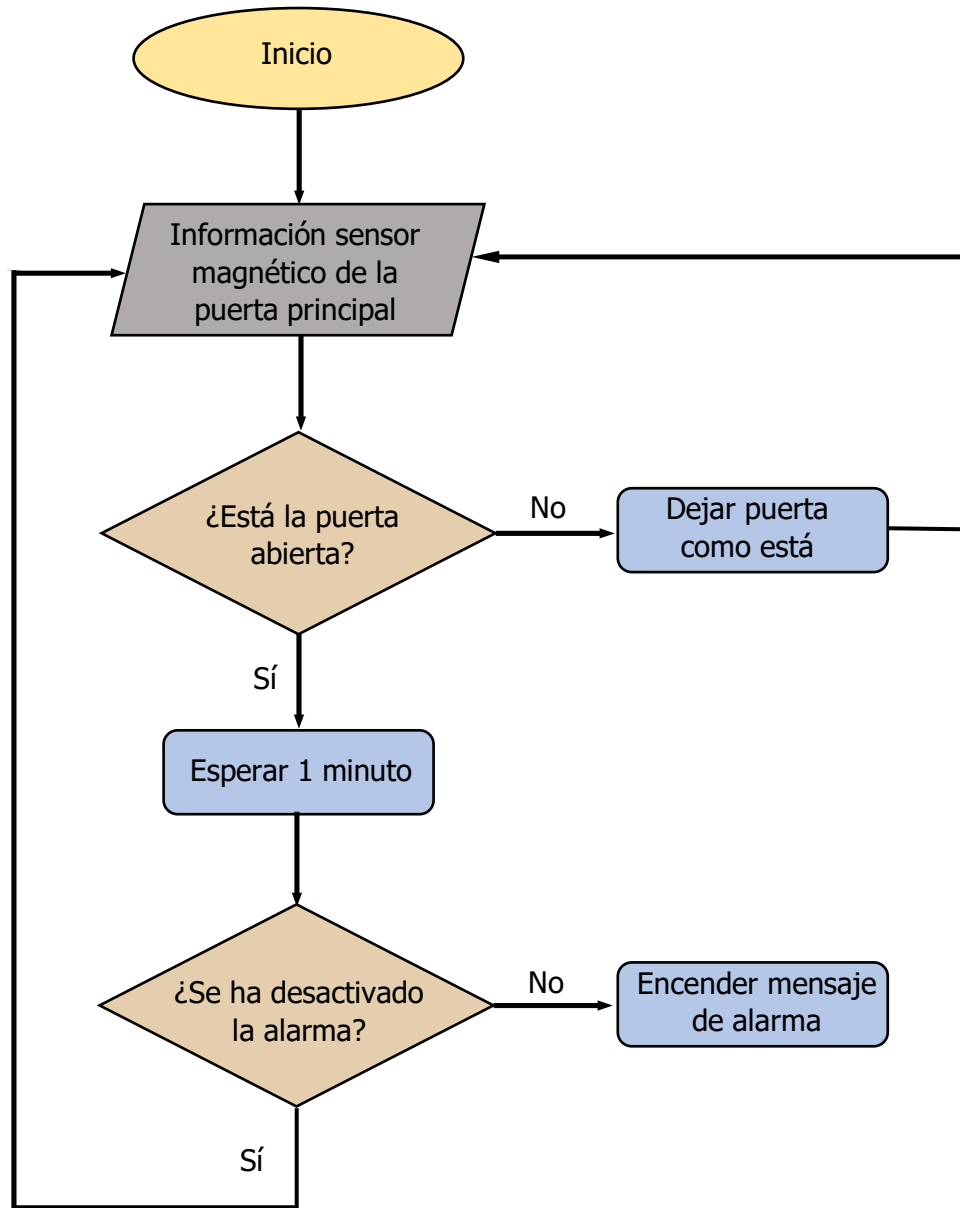 Inicio
Información sensor
magnético de la
puerta principal
¿Está la puerta
abierta?
No
Dejar puerta
como está
Sí
Esperar 1 minuto
¿Se ha desactivado
la alarma?
No
Encender mensaje
de alarma
Sí